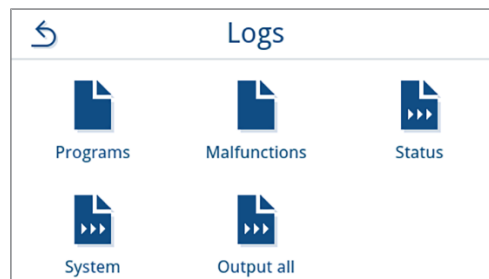 Logs
Programs
Malfunctions
Status
System
Output all